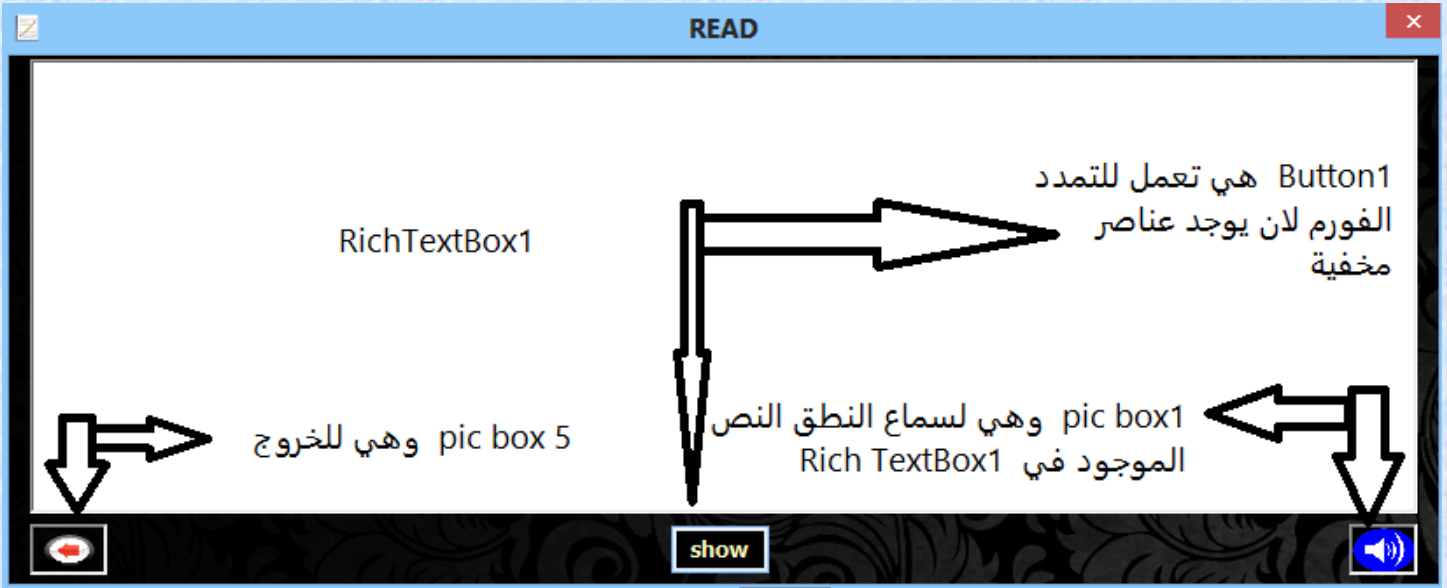 READ
Button1 هي تعمل للتمدد
الفورم لان يوجد عناصر
مخفية
RichTextBox1
pic box1 وهي لسماع النطق النص
الموجود في Rich TextBox1
pic box 5 وهي للخروج
show